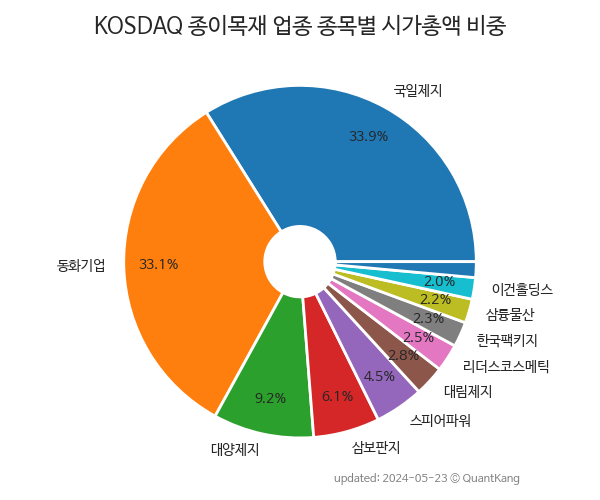 KOSDAQ 종이목재 업종 종목별 시가총액 비중
국일제지
33.9%
동화기업
33.1%
2.0%
이건홀딩스
2.2%
삼륭물산
2.3%
한국팩키지
2.5%
리더스코스메틱
2.8%
대림제지
4.5%
스피어파워
6.1%
삼보판지
9.2%
대양제지
updated: 2024-05-23 © QuantKang